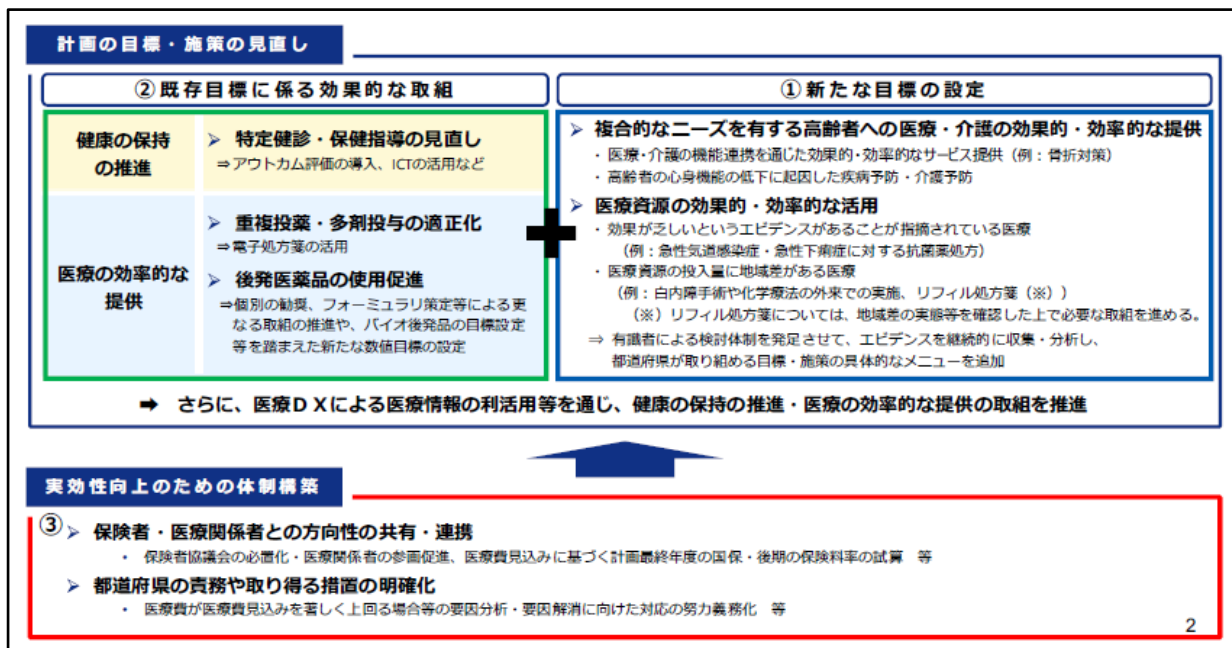 計画の目標・施策の見直し
②既存目標に係る効果的な取組
健康の保持
の推進
➢ 特定健診・保健指導の見直し
⇒アウトカム評価の導入、ICTの活用など
医療の効率的な
提供
➢ 重複投薬・多剤投与の適正化
⇒電子処方箋の活用
➢ 後発医薬品の使用促進
⇒個別の勧奨、フォーミュラリ策定等による更
なる取組の推進や、バイオ後発品の目標設定
等を踏まえた新たな数値目標の設定
+
①新たな目標の設定
➢ 複合的なニーズを有する高齢者への医療・介護の効果的・効率的な提供
・医療・介護の機能連携を通じた効果的・効率的なサービス提供（例：骨折対策）
・高齢者の心身機能の低下に起因した疾病予防・介護予防
➢ 医療資源の効果的・効率的な活用
・効果が乏しいというエビデンスがあることが指摘されている医療
（例：急性気道感染症・急性下痢症に対する抗菌薬処方）
・医療資源の投入量に地域差がある医療
（例：白内障手術や化学療法の外来での実施、リフィル処方箋（※））
（※）リフィル処方箋については、地域差の実態等を確認した上で必要な取組を進める。
⇒ 有識者による検討体制を発足させて、エビデンスを継続的に収集・分析し、
都道府県が取り組める目標・施策の具体的なメニューを追加
➡ さらに、医療ＤＸによる医療情報の利活用等を通じ、健康の保持の推進・医療の効率的な提供の取組を推進
実効性向上のための体制構築
③
➢ 保険者・医療関係者との方向性の共有・連携
・ 保険者協議会の必置化・医療関係者の参画促進、医療費見込みに基づく計画最終年度の国保・後期の保険料率の試算 等
➢ 都道府県の責務や取り得る措置の明確化
・ 医療費が医療費見込みを著しく上回る場合等の要因分析・要因解消に向けた対応の努力義務化 等
2